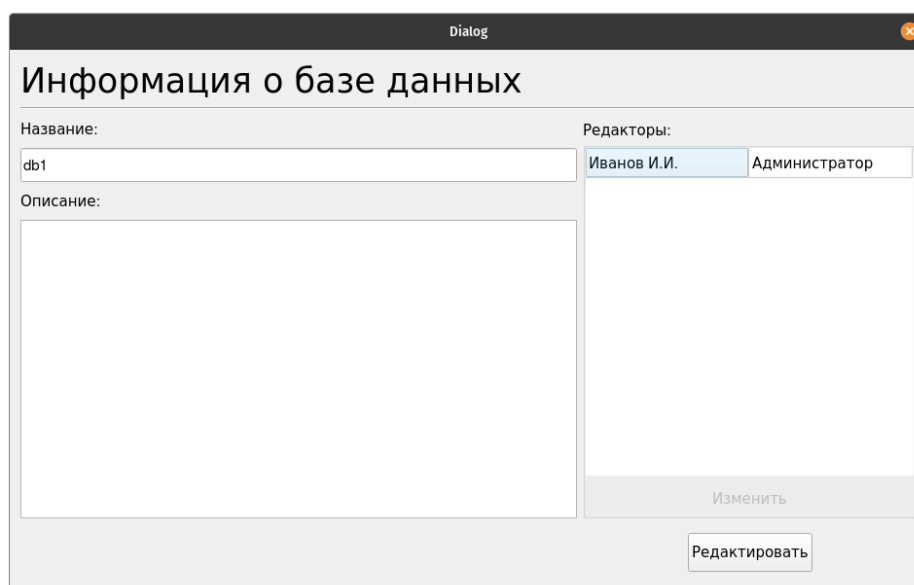 Dialog
Информация о базе данных
Название:
db1
Описание:
Редакторы:
Иванов И.И. Администратор
Изменить
Редактировать